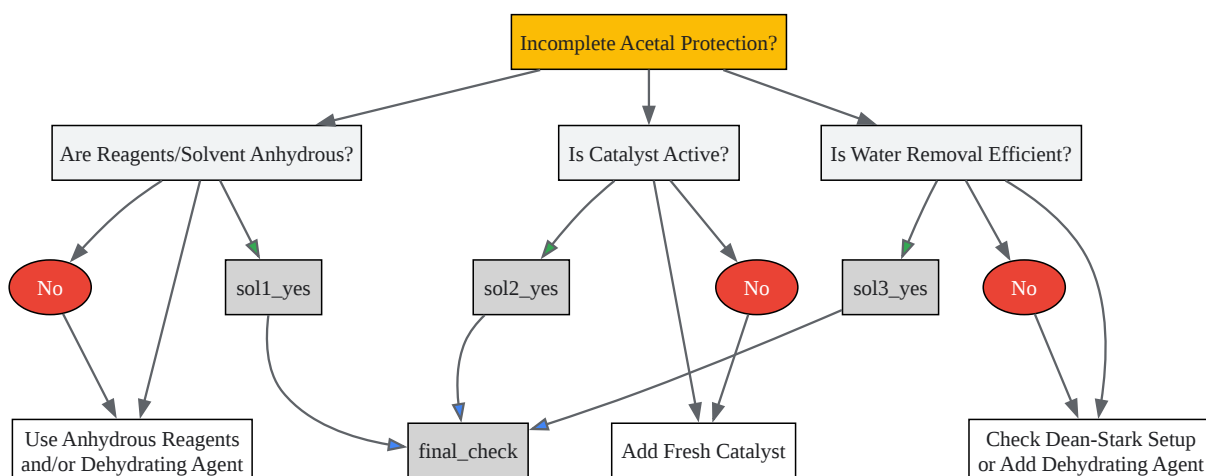 Incomplete Acetal Protection?
Are Reagents/Solvent Anhydrous?
Is Catalyst Active?
Is Water Removal Efficient?
No
sol1_yes
sol2_yes
No
sol3_yes
No
Use Anhydrous Reagents
and/or Dehydrating Agent
final_check
Add Fresh Catalyst
Check Dean-Stark Setup
or Add Dehydrating Agent